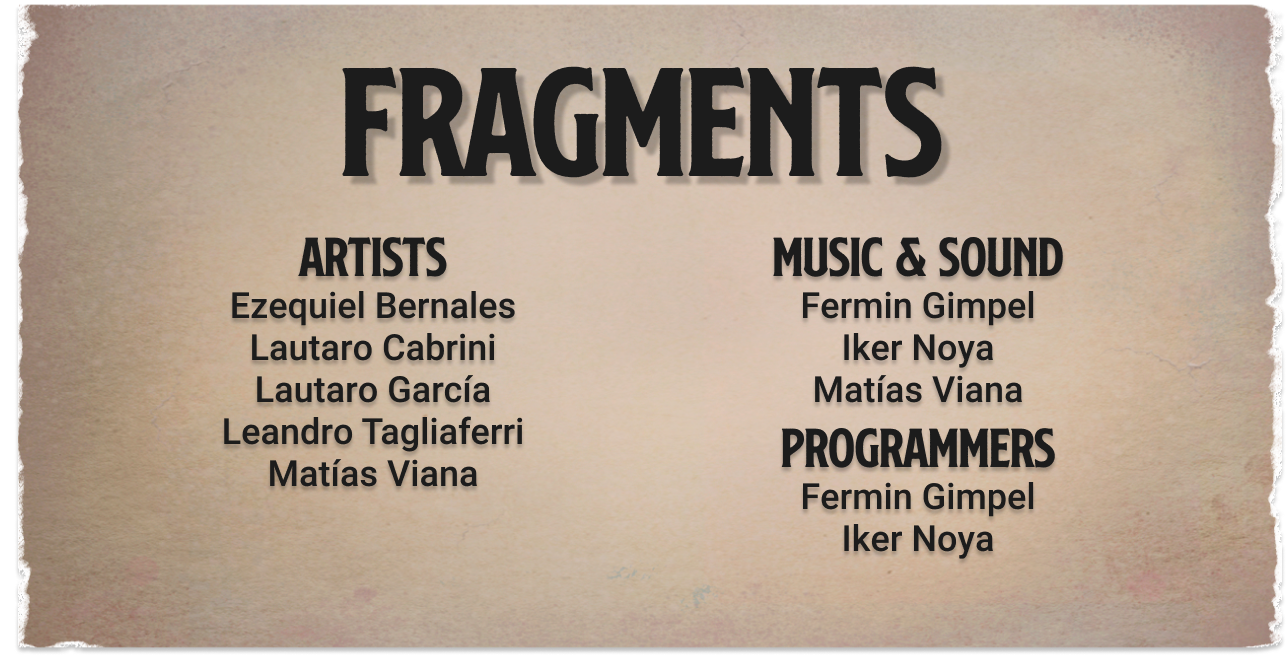 FRAGMENTS
ARTISTS
Ezequiel Bernales
Lautaro Cabrini
Lautaro García
Leandro Tagliaferri
Matías Viana
MUSIC & SOUND
Fermin Gimpel
Iker Noya
Matías Viana
PROGRAMMERS
Fermin Gimpel
Iker Noya